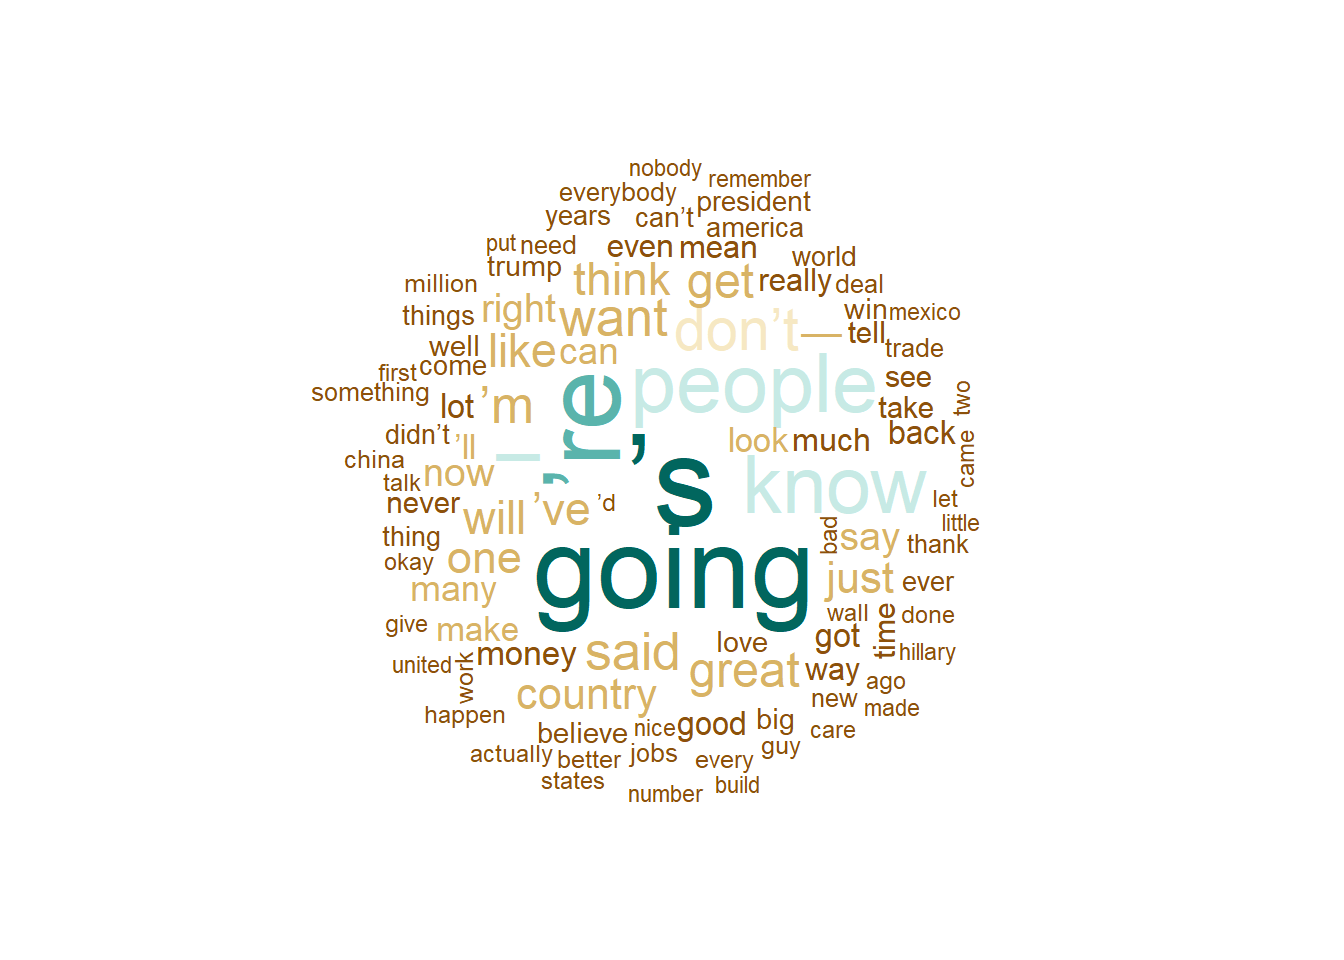 nobody
remember
everybody
president
years
can’t
america
put
need
even
mean
world
trump
think
get
really
deal
million
right
want
don’t
—
win
mexico
things
tell
well
like
can
trade
first
come
people
see
something
lot
’m
’re
take
two
didn’t
’ll
—
’s
look
much
back
china
now
know
came
talk
never
will
’ve
’d
let
little
thing
bad
say
thank
okay
one
going
just
ever
many
give
make
wall
done
united
work
money
said
love
got
time
hillary
great
way
ago
country
new
made
happen
believe
nice
good
big
care
actually
better
jobs
every
guy
states
number
build